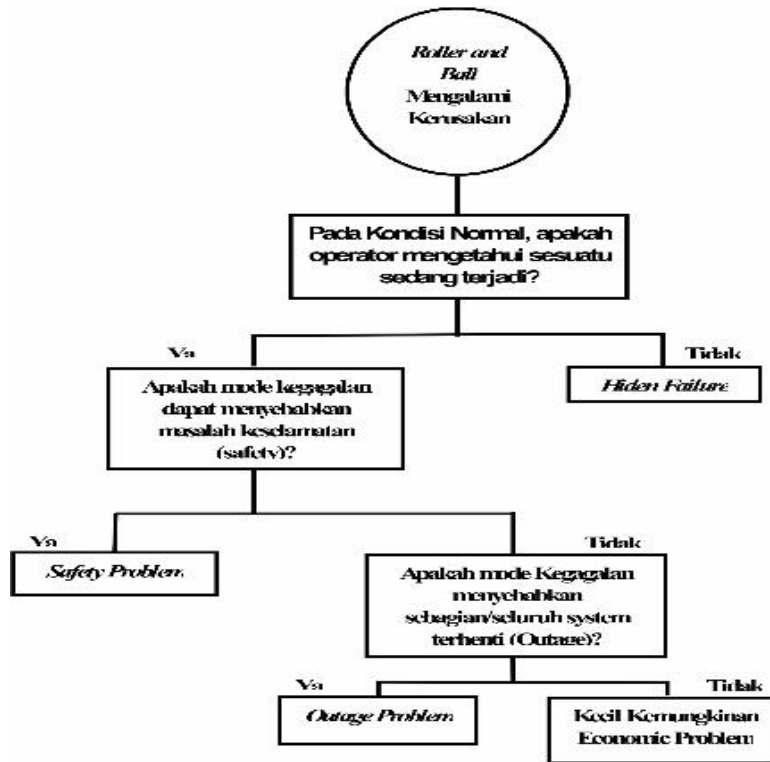 Roller and
Ball
Mengalami
Kerusakan
Pada Kondisi Normal, apakah
operator mengetahui sesuatu
sedang terjadi?
Ya
Tidak
Apakah mode kegagalan
dapat menyebabkan
masalah keselamatan
(safety)?
Hiden Failure
Ya
Tidak
Safety Problem
Apakah mode Kegagalan
menyebabkan
sebagian/seluruh system
terhenti (Outage)?
Ya
Tidak
Outage Problem
Kecil Kemungkinan
Economic Problem